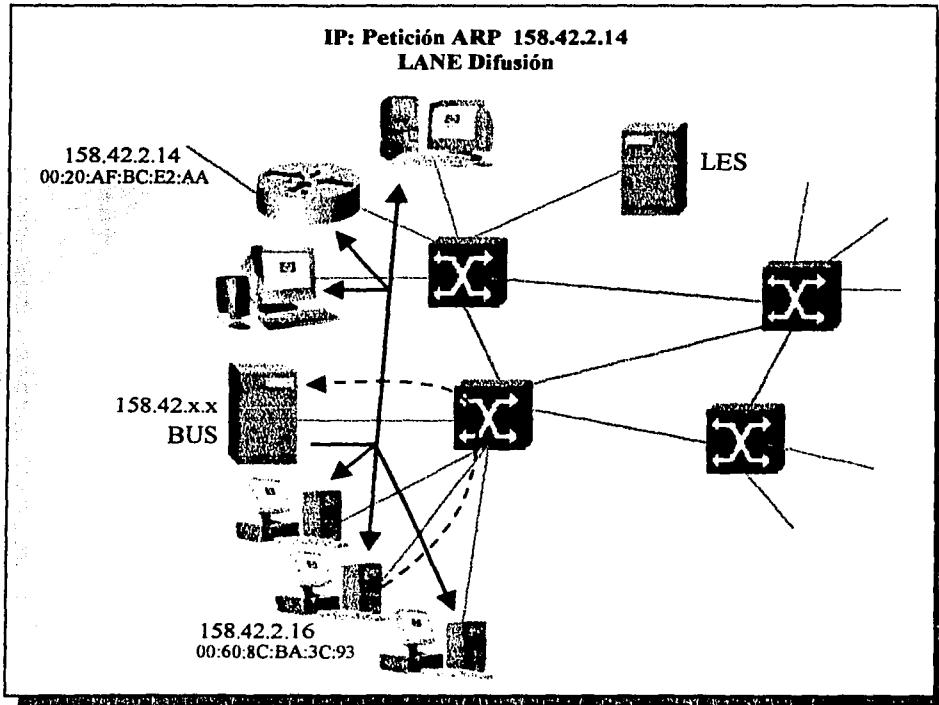 IP: Petición ARP 158.42.2.14
LANE Difusión
158.42.2.14
00:20:AF:BC:E2:AA
LES
158.42.x.x
BUS
158.42.2.16
00:60:8C:BA:3C:93